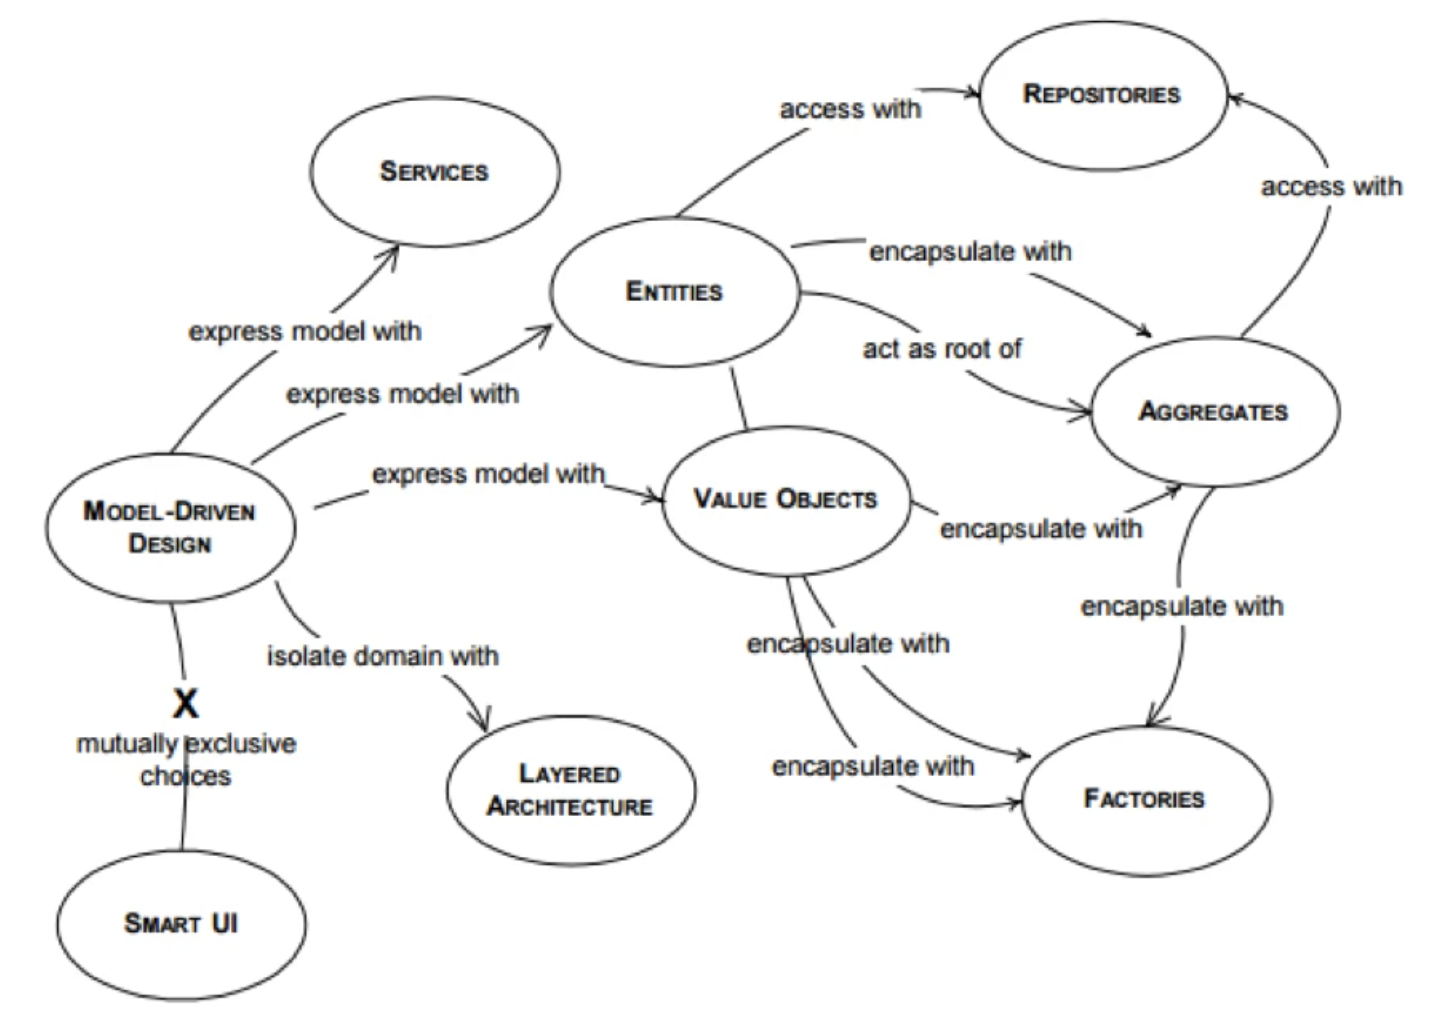 REPOSITORIES
access with
SERVICES
access with
encapsulate with
ENTITIES
express model with
act as root of
express model with
AGGREGATES
express model with
VALUE OBJECTS
MODEL-DRIVEN
DESIGN
encapsulate with
encapsulate with
encapsulate with
isolate domain with
X
mutually exclusive
choices
encapsulate with
LAYERED
ARCHITECTURE
FACTORIES
SMART UI